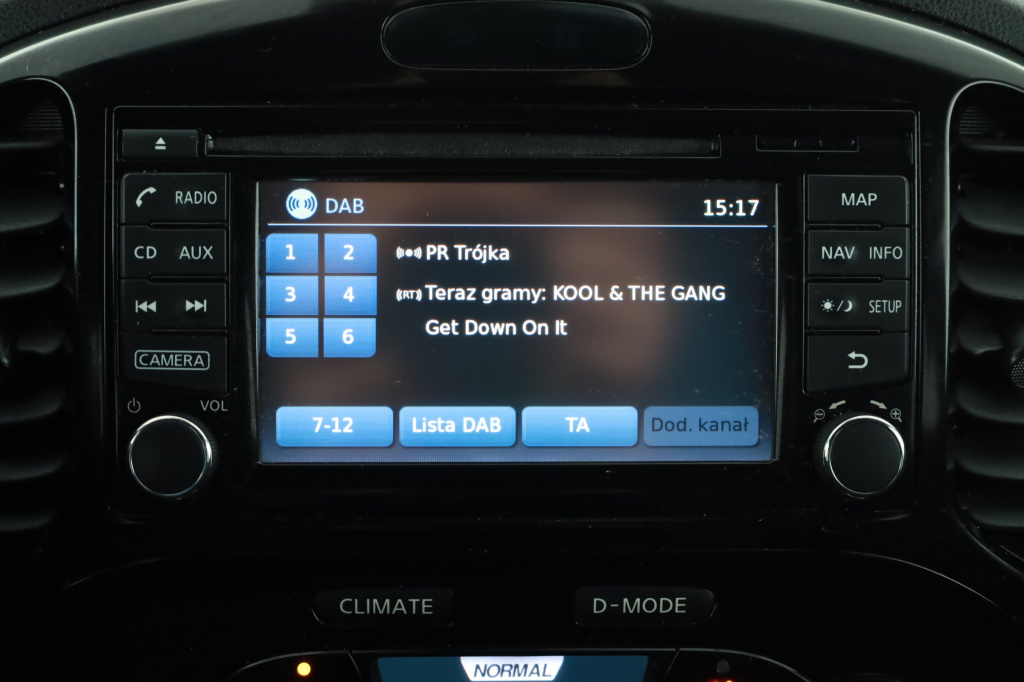 RADIO
CD AUX
CAMERA
VOL
DAB 15:17
1 2
3 4
5 6
PR Trójka
(RT) Teraz gramy: KOOL & THE GANG
Get Down On It
7-12 Lista DAB TA Dod. kanał
MAP
NAV INFO
SETUP
CLIMATE D-MODE
NORMAL